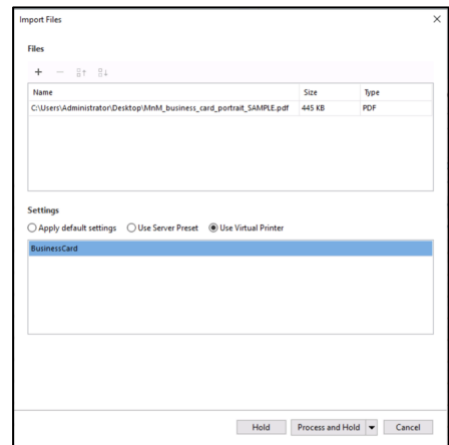 Import Files
Files
Name Size Type
C:\Users\Administrator\Desktop\MnM_business_card_portrait_SAMPLE.pdf 445 KB PDF
Settings
Apply default settings Use Server Preset Use Virtual Printer
BusinessCard
Hold Process and Hold Cancel